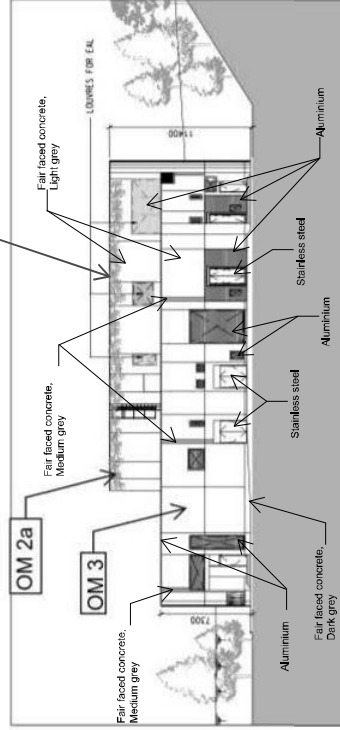 OM 2a
OM 3
Fair faced concrete,
Medium grey
Fair faced concrete,
Medium grey
Fair faced concrete,
Light grey
LOUVRES FOR EAL
11400
7300
Aluminium
Fair faced concrete,
Dark grey
Stainless steel
Aluminium
Stainless steel
Aluminium